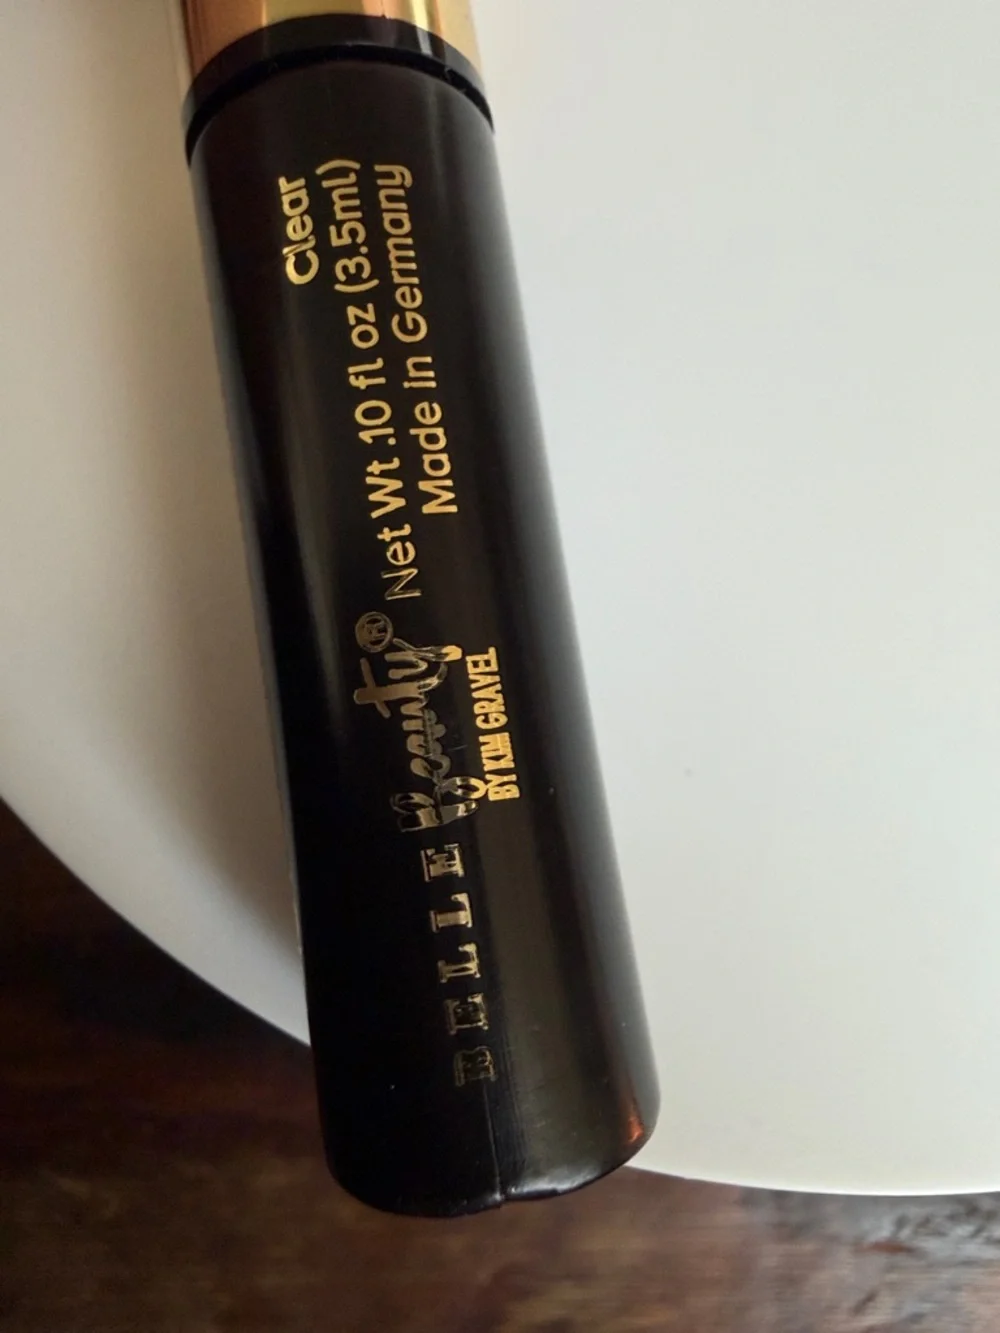 BELLE Beauty®
BY KIM GRAVEL
Clear
Net Wt .10 fl oz (3.5ml)
Made in Germany